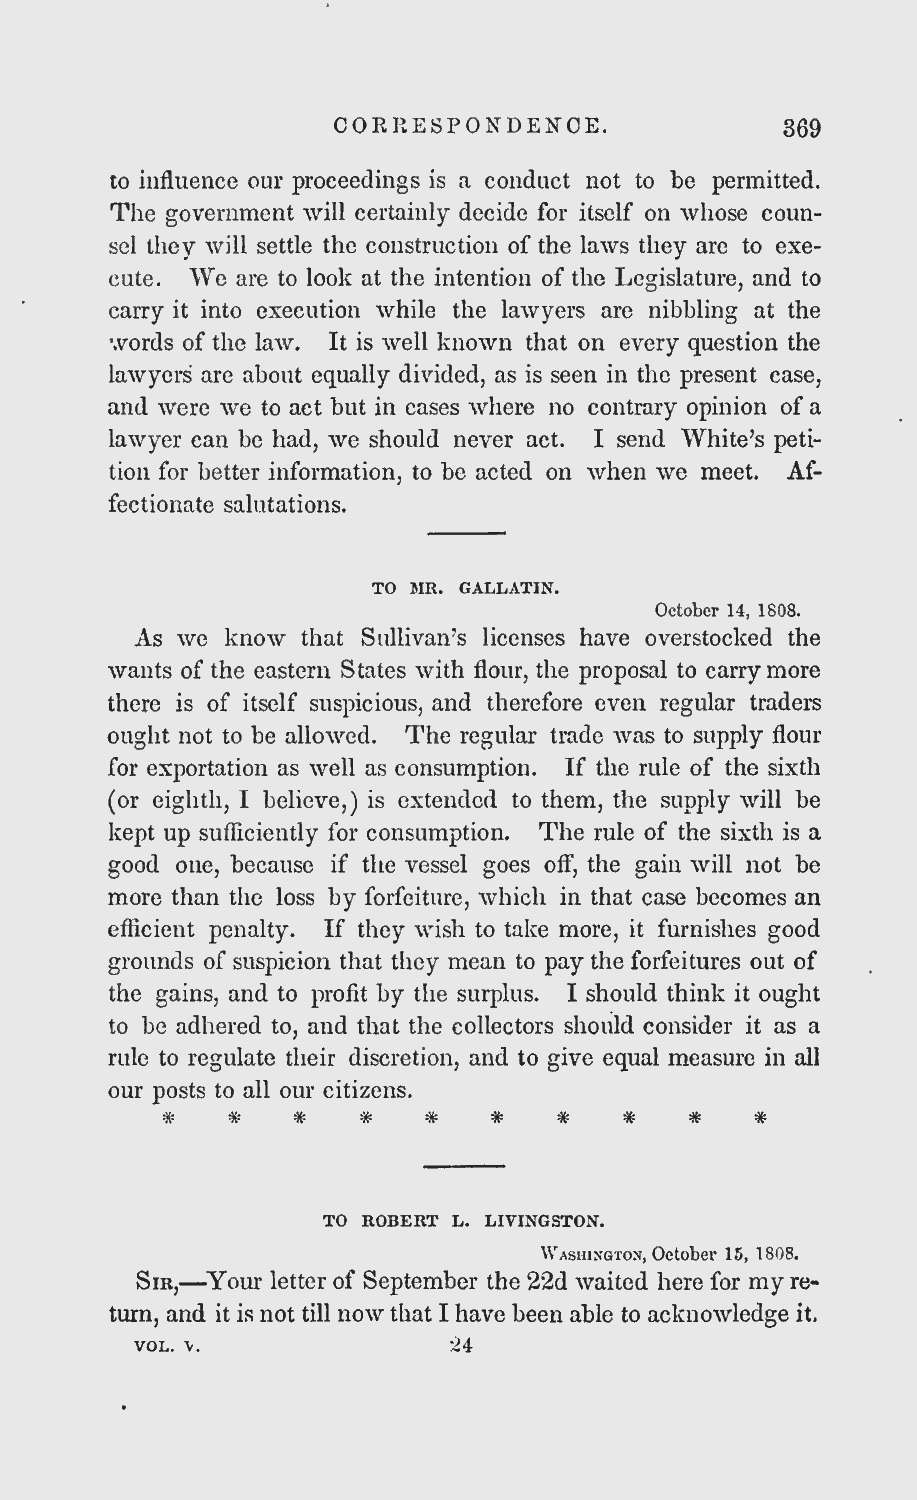 CORRESPONDENCE. 369
to influence our proceedings is a conduct not to be permitted.
The government will certainly decide for itself on whose coun-
sel they will settle the construction of the laws they are to exe-
cute. We are to look at the intention of the Legislature, and to
carry it into execution while the lawyers are nibbling at the
words of the law. It is well known that on every question the
lawyers are about equally divided, as is seen in the present case,
and were we to act but in cases where no contrary opinion of a
lawyer can be had, we should never act. I send White's peti-
tion for better information, to be acted on when we meet. Af-
fectionate salutations.
TO MR. GALLATIN.
October 14, 1808.
As we know that Sullivan's licenses have overstocked the
wants of the eastern States with flour, the proposal to carry more
there is of itself suspicious, and therefore even regular traders
ought not to be allowed. The regular trade was to supply flour
for exportation as well as consumption. If the rule of the sixth
(or eighth, I believe,) is extended to them, the supply will be
kept up sufficiently for consumption. The rule of the sixth is a
good one, because if the vessel goes off, the gain will not be
more than the loss by forfeiture, which in that case becomes an
efficient penalty. If they wish to take more, it furnishes good
grounds of suspicion that they mean to pay the forfeitures out of
the gains, and to profit by the surplus. I should think it ought
to be adhered to, and that the collectors should consider it as a
rule to regulate their discretion, and to give equal measure in all
our posts to all our citizens.
* * * * * * * * * *
TO ROBERT L. LIVINGSTON.
WASHINGTON, October 15, 1808.
SIR,—Your letter of September the 22d waited here for my re-
turn, and it is not till now that I have been able to acknowledge it.
VOL. V. 24